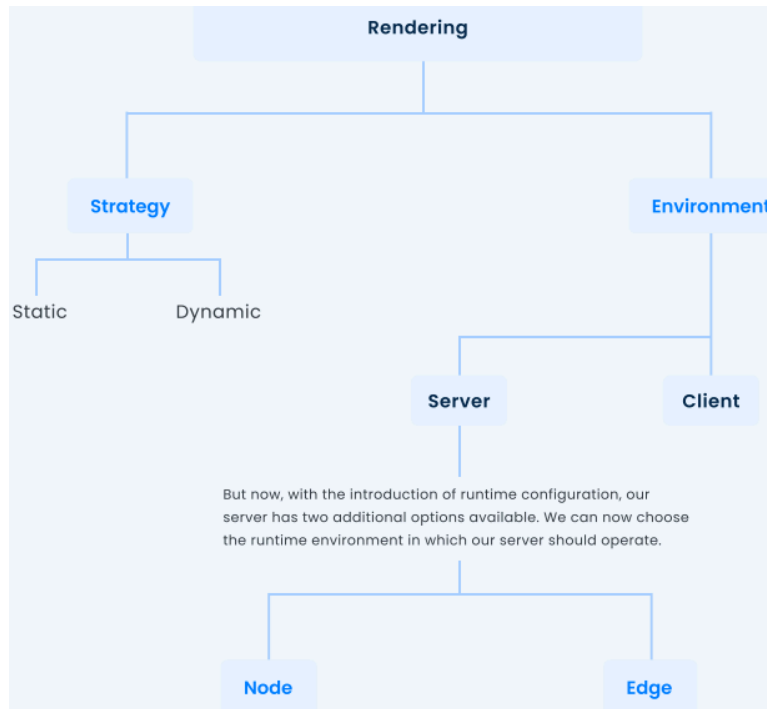 Rendering
Strategy
Environment
Static
Dynamic
Server
Client
But now, with the introduction of runtime configuration, our
server has two additional options available. We can now choose
the runtime environment in which our server should operate.
Node
Edge